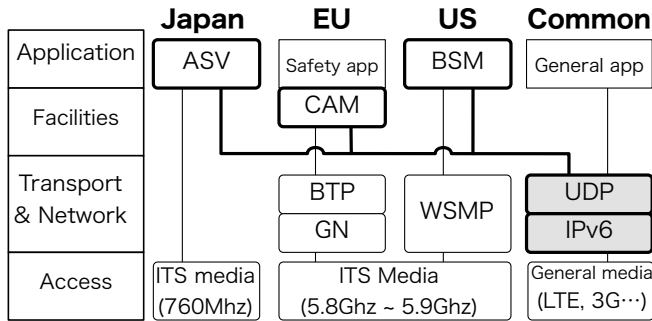 Japan EU US Common
Application
ASV
Safety app
BSM
General app
Facilities
CAM
Transport
& Network
BTP
GN
WSMP
UDP
IPv6
Access
ITS media
(760Mhz)
ITS Media
(5.8Ghz ~ 5.9Ghz)
General media
(LTE, 3G⋯)